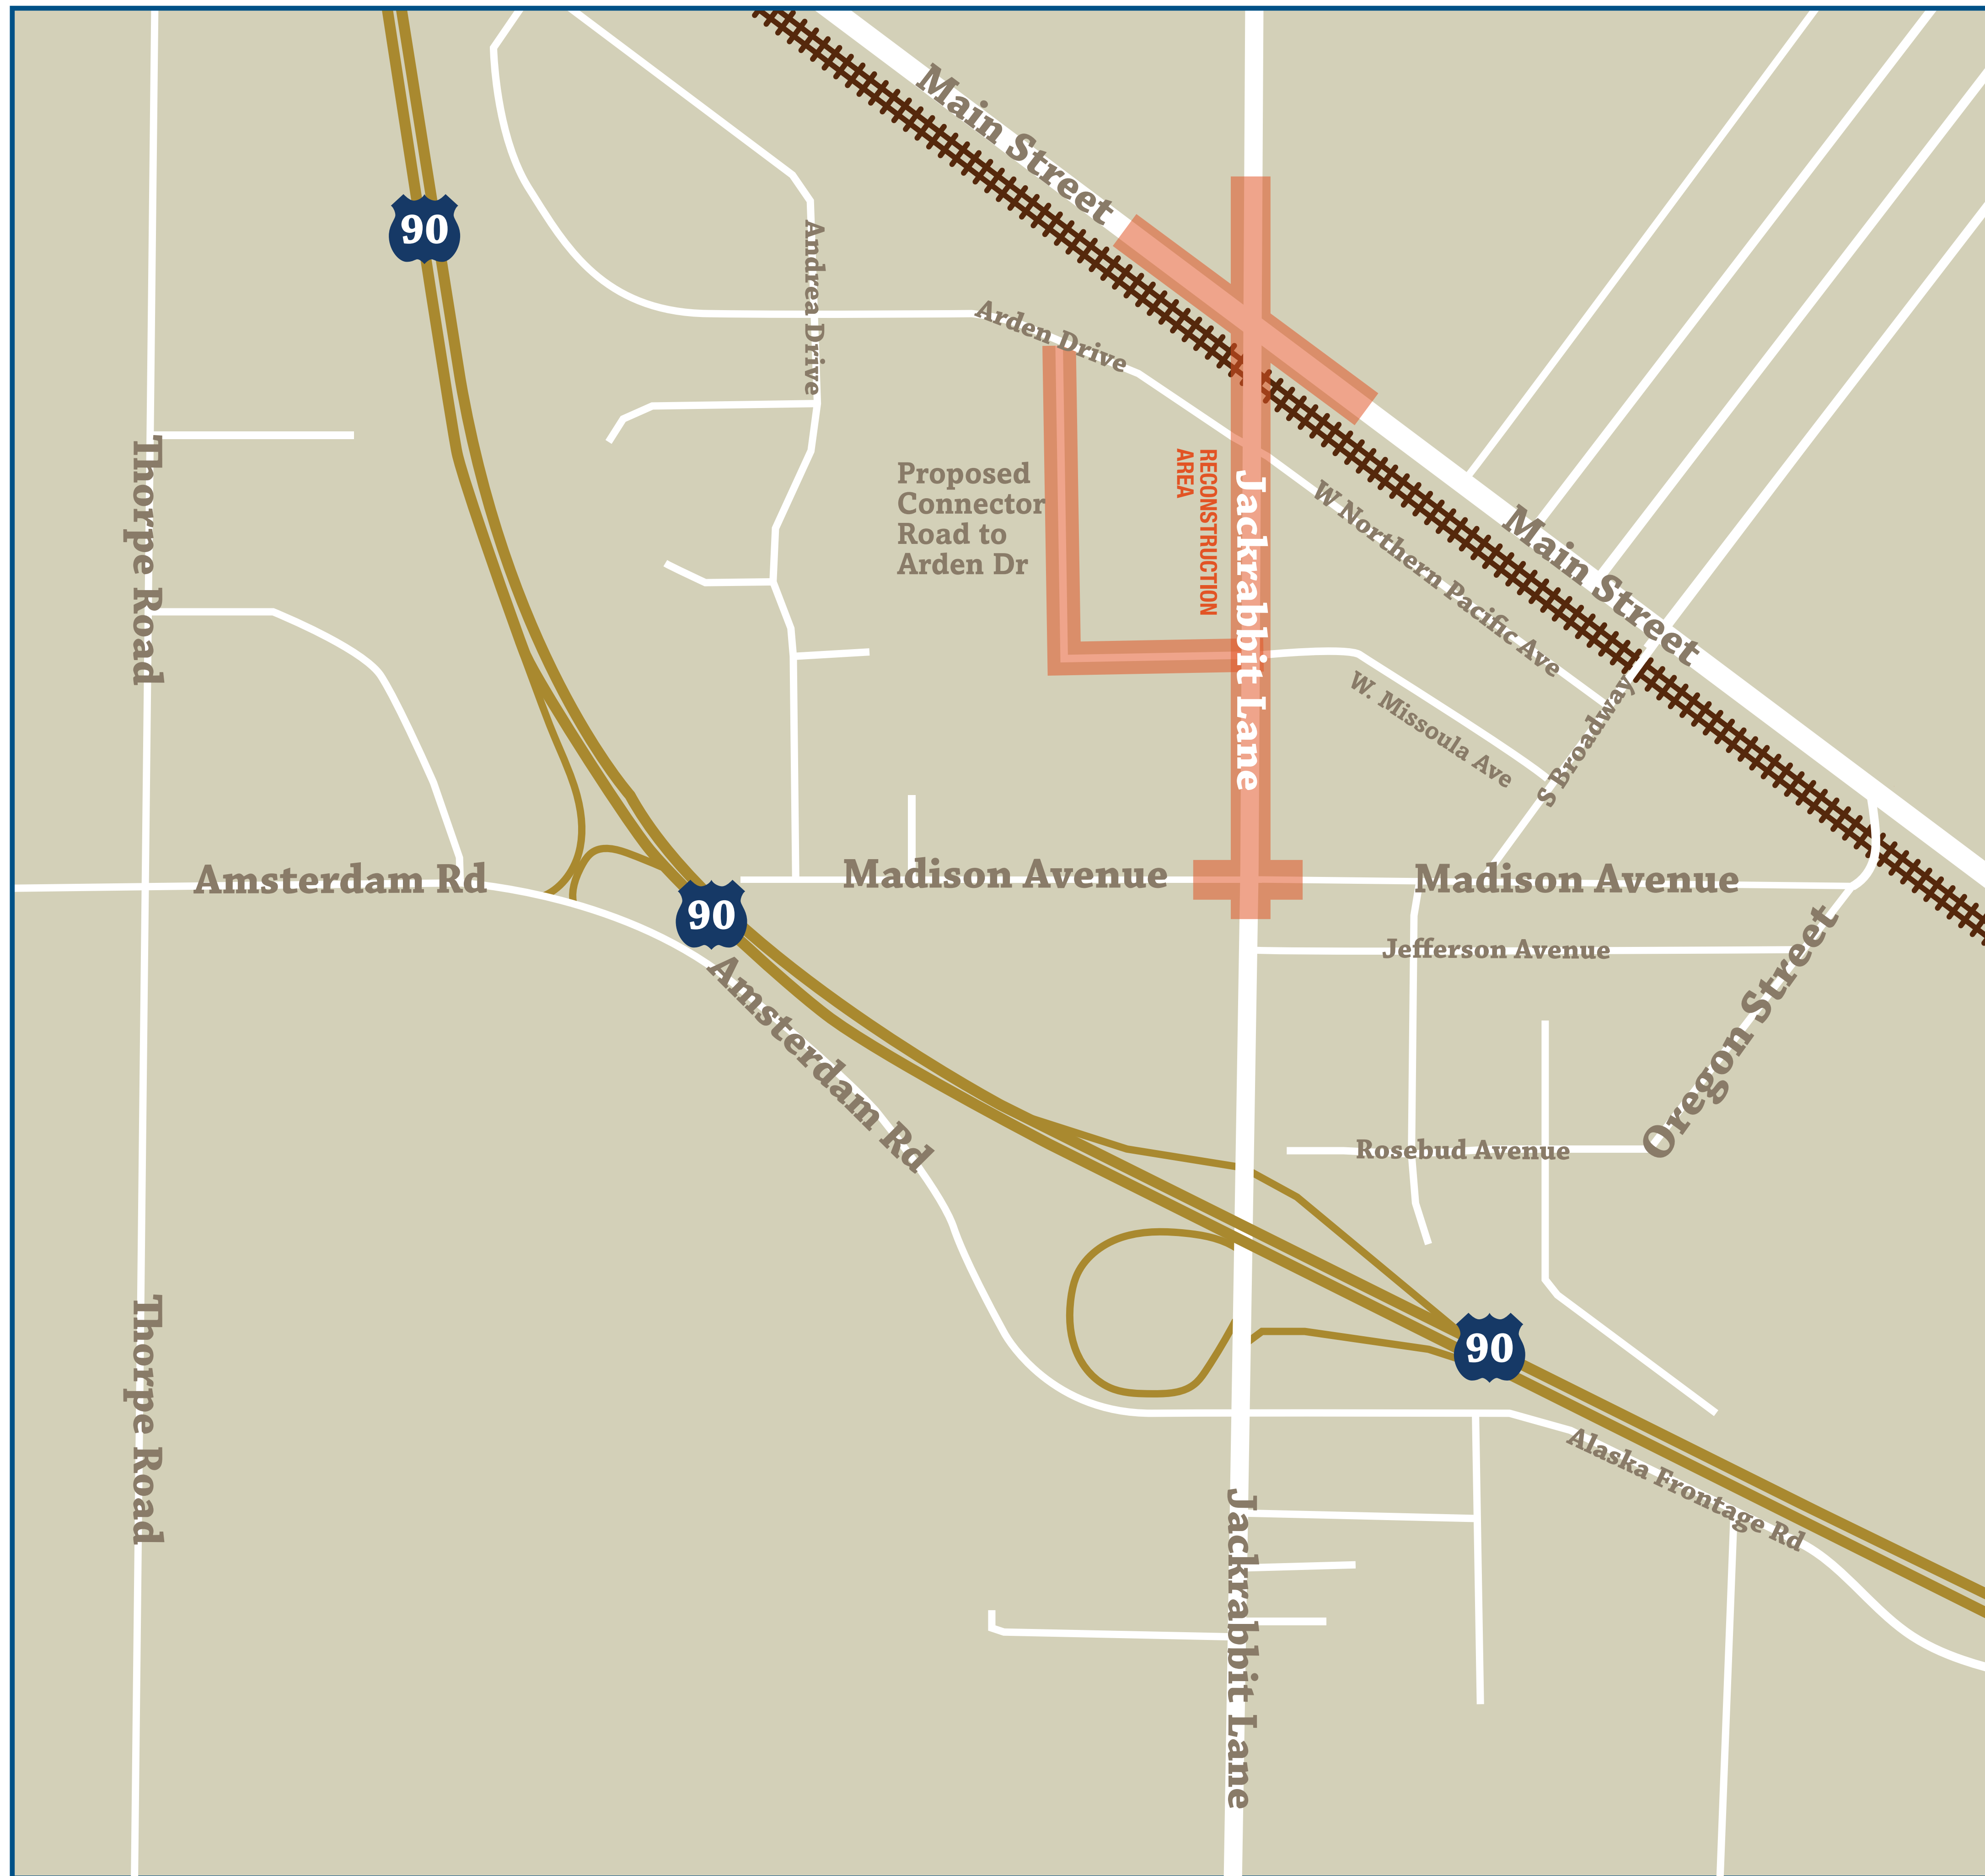 Main Street
90
Andrea Drive
Arden Drive
Thorpe Road
Proposed
Connector
Road to
Arden Dr
RECONSTRUCTION
AREA
Jackrabbit Lane
W Northern Pacific Ave
Main Street
W. Missoula Ave
S Broadway
Amsterdam Rd
90
Madison Avenue
Madison Avenue
Jefferson Avenue
Amsterdam Rd
Oregon Street
Rosebud Avenue
Thorpe Road
90
Alaska Frontage Rd
Jackrabbit Lane